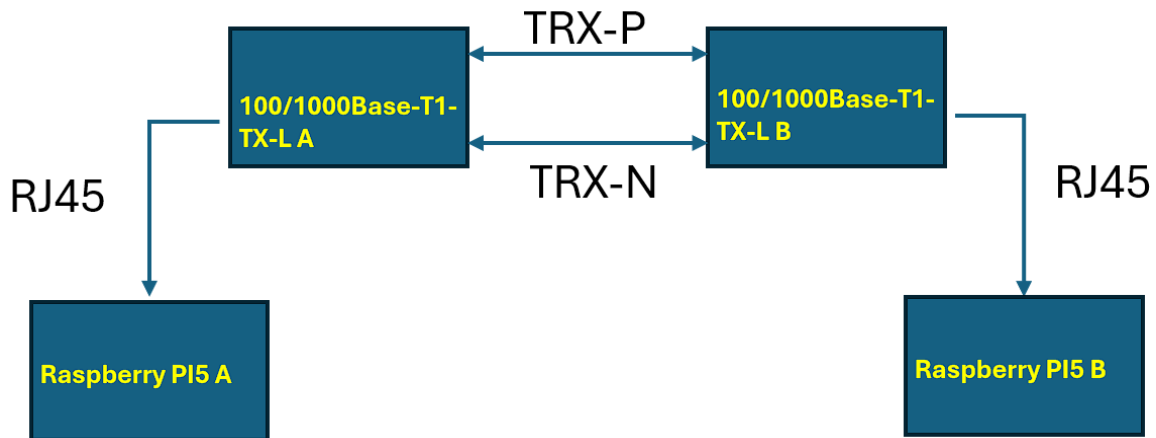 TRX-P
100/1000Base-T1-
TX-L A
100/1000Base-T1-
TX-L B
TRX-N
RJ45
RJ45
Raspberry PI5 A
Raspberry PI5 B